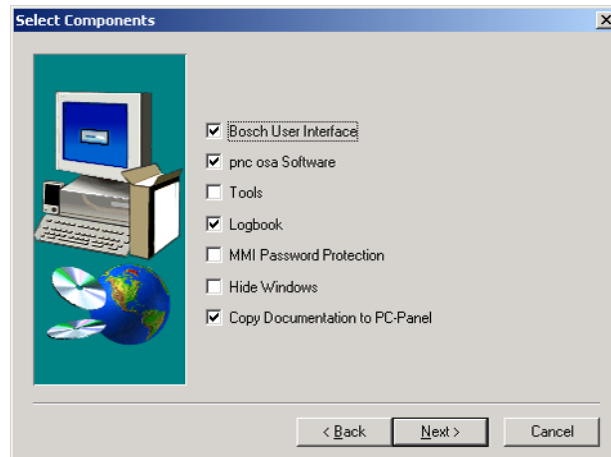 Select Components
Bosch User Interface
pnc osa Software
Tools
Logbook
MMI Password Protection
Hide Windows
Copy Documentation to PC-Panel
< Back Next > Cancel